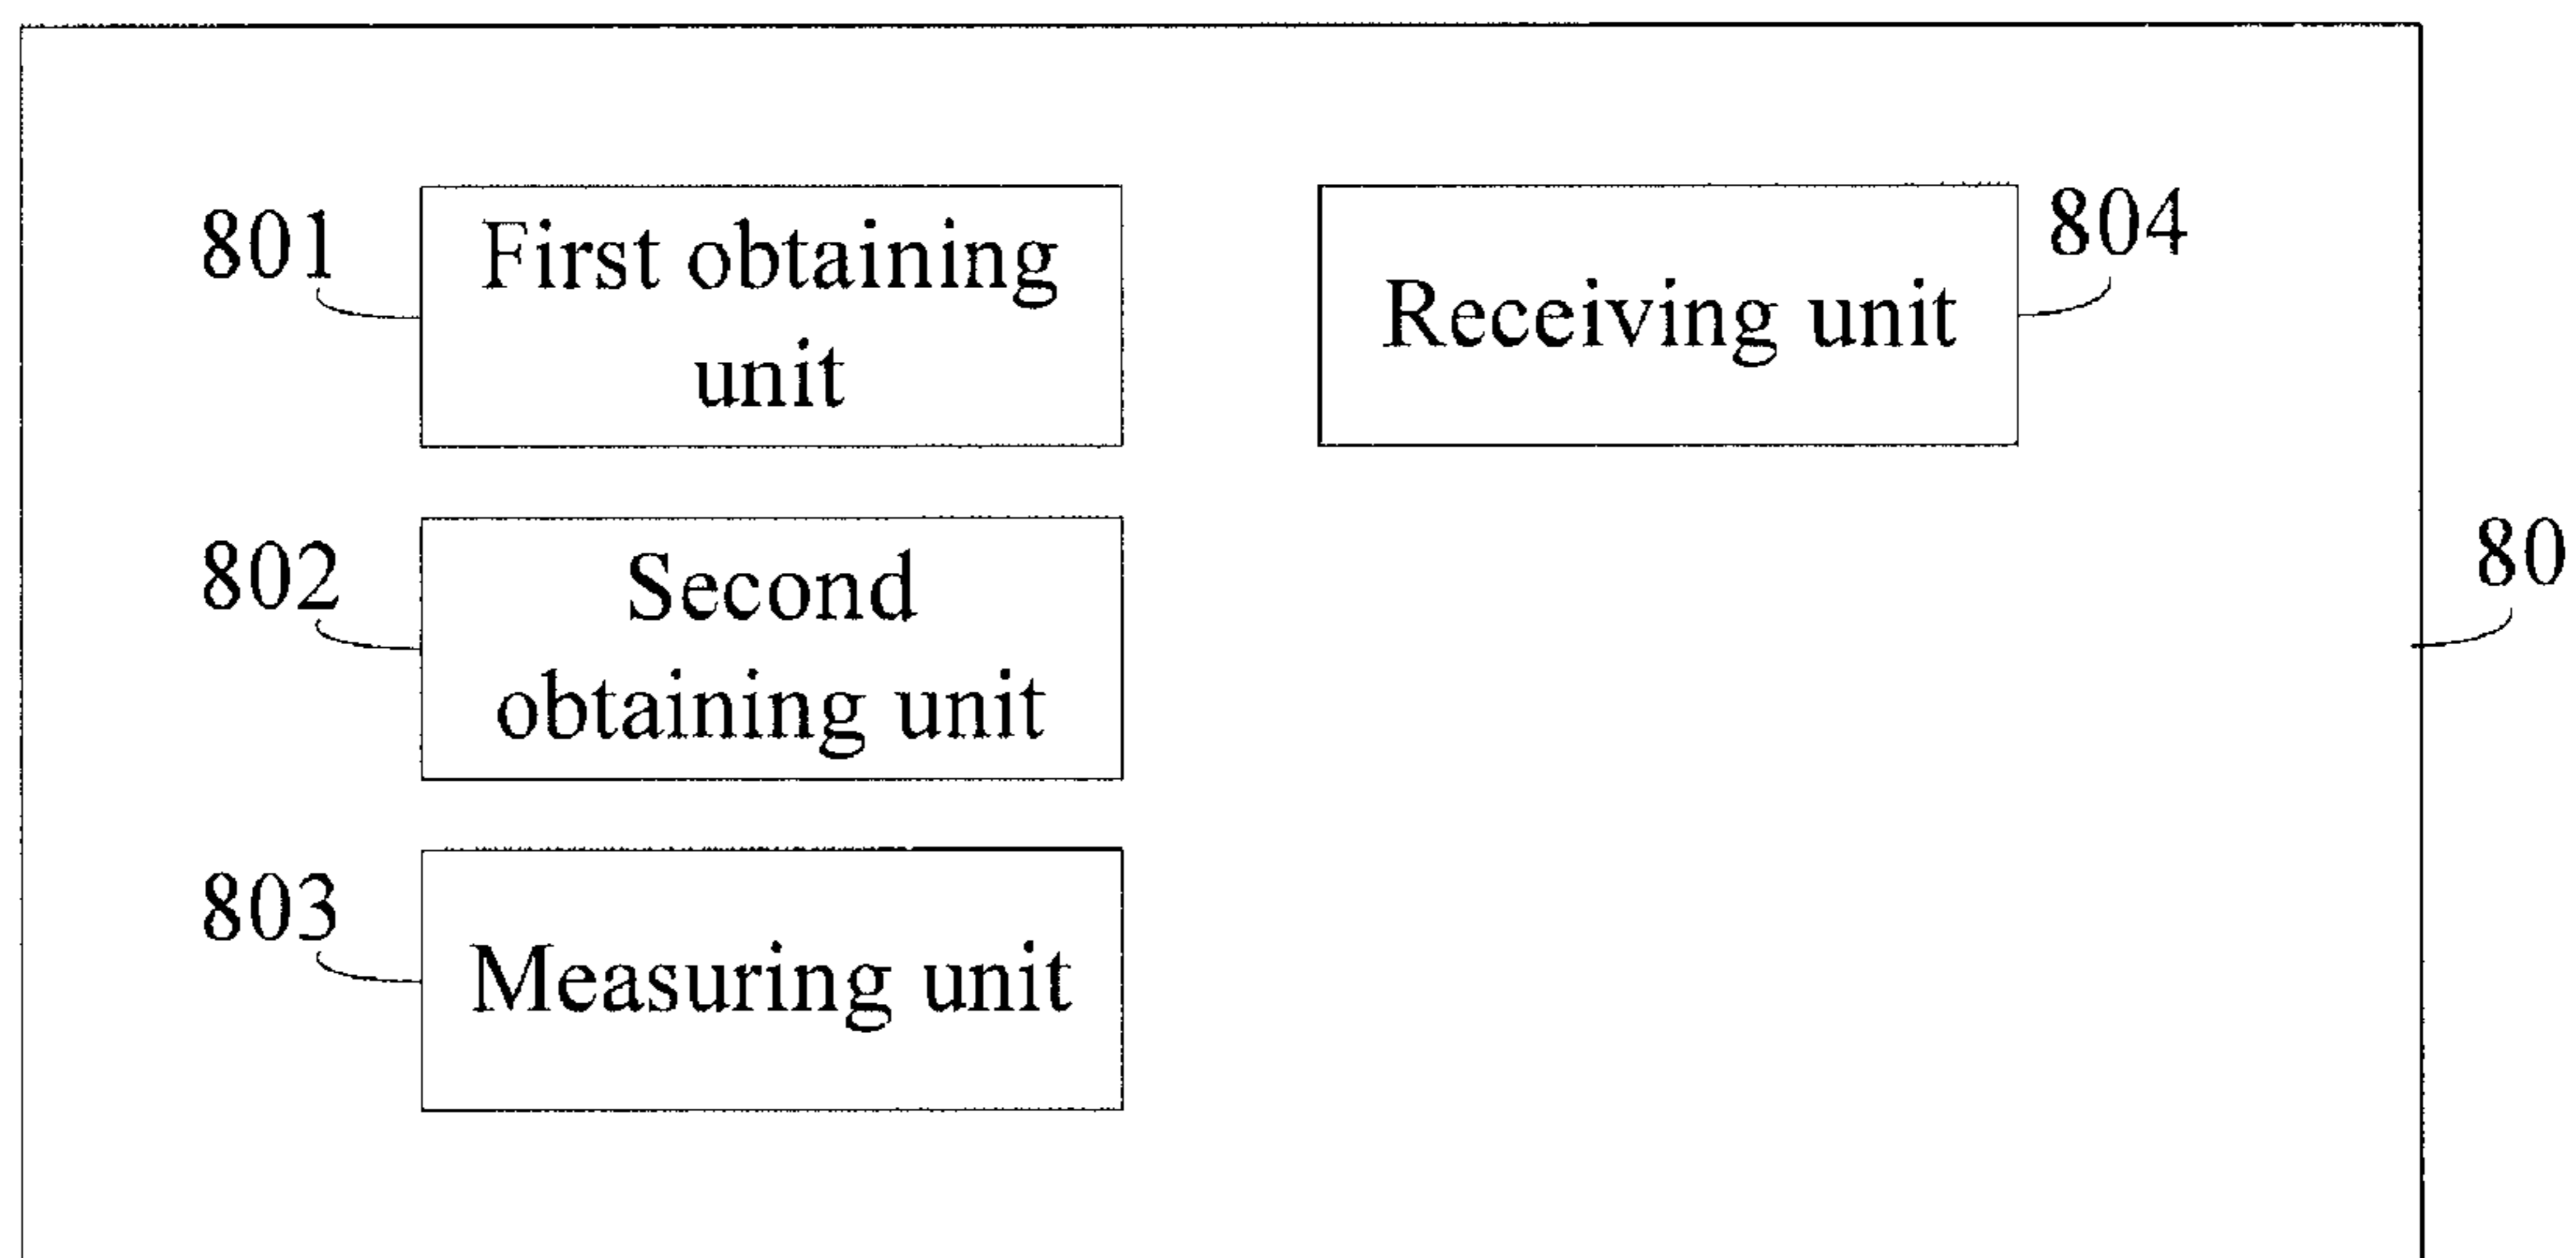 801
First obtaining
unit
Receiving unit
804
802
Second
obtaining unit
80
803
Measuring unit